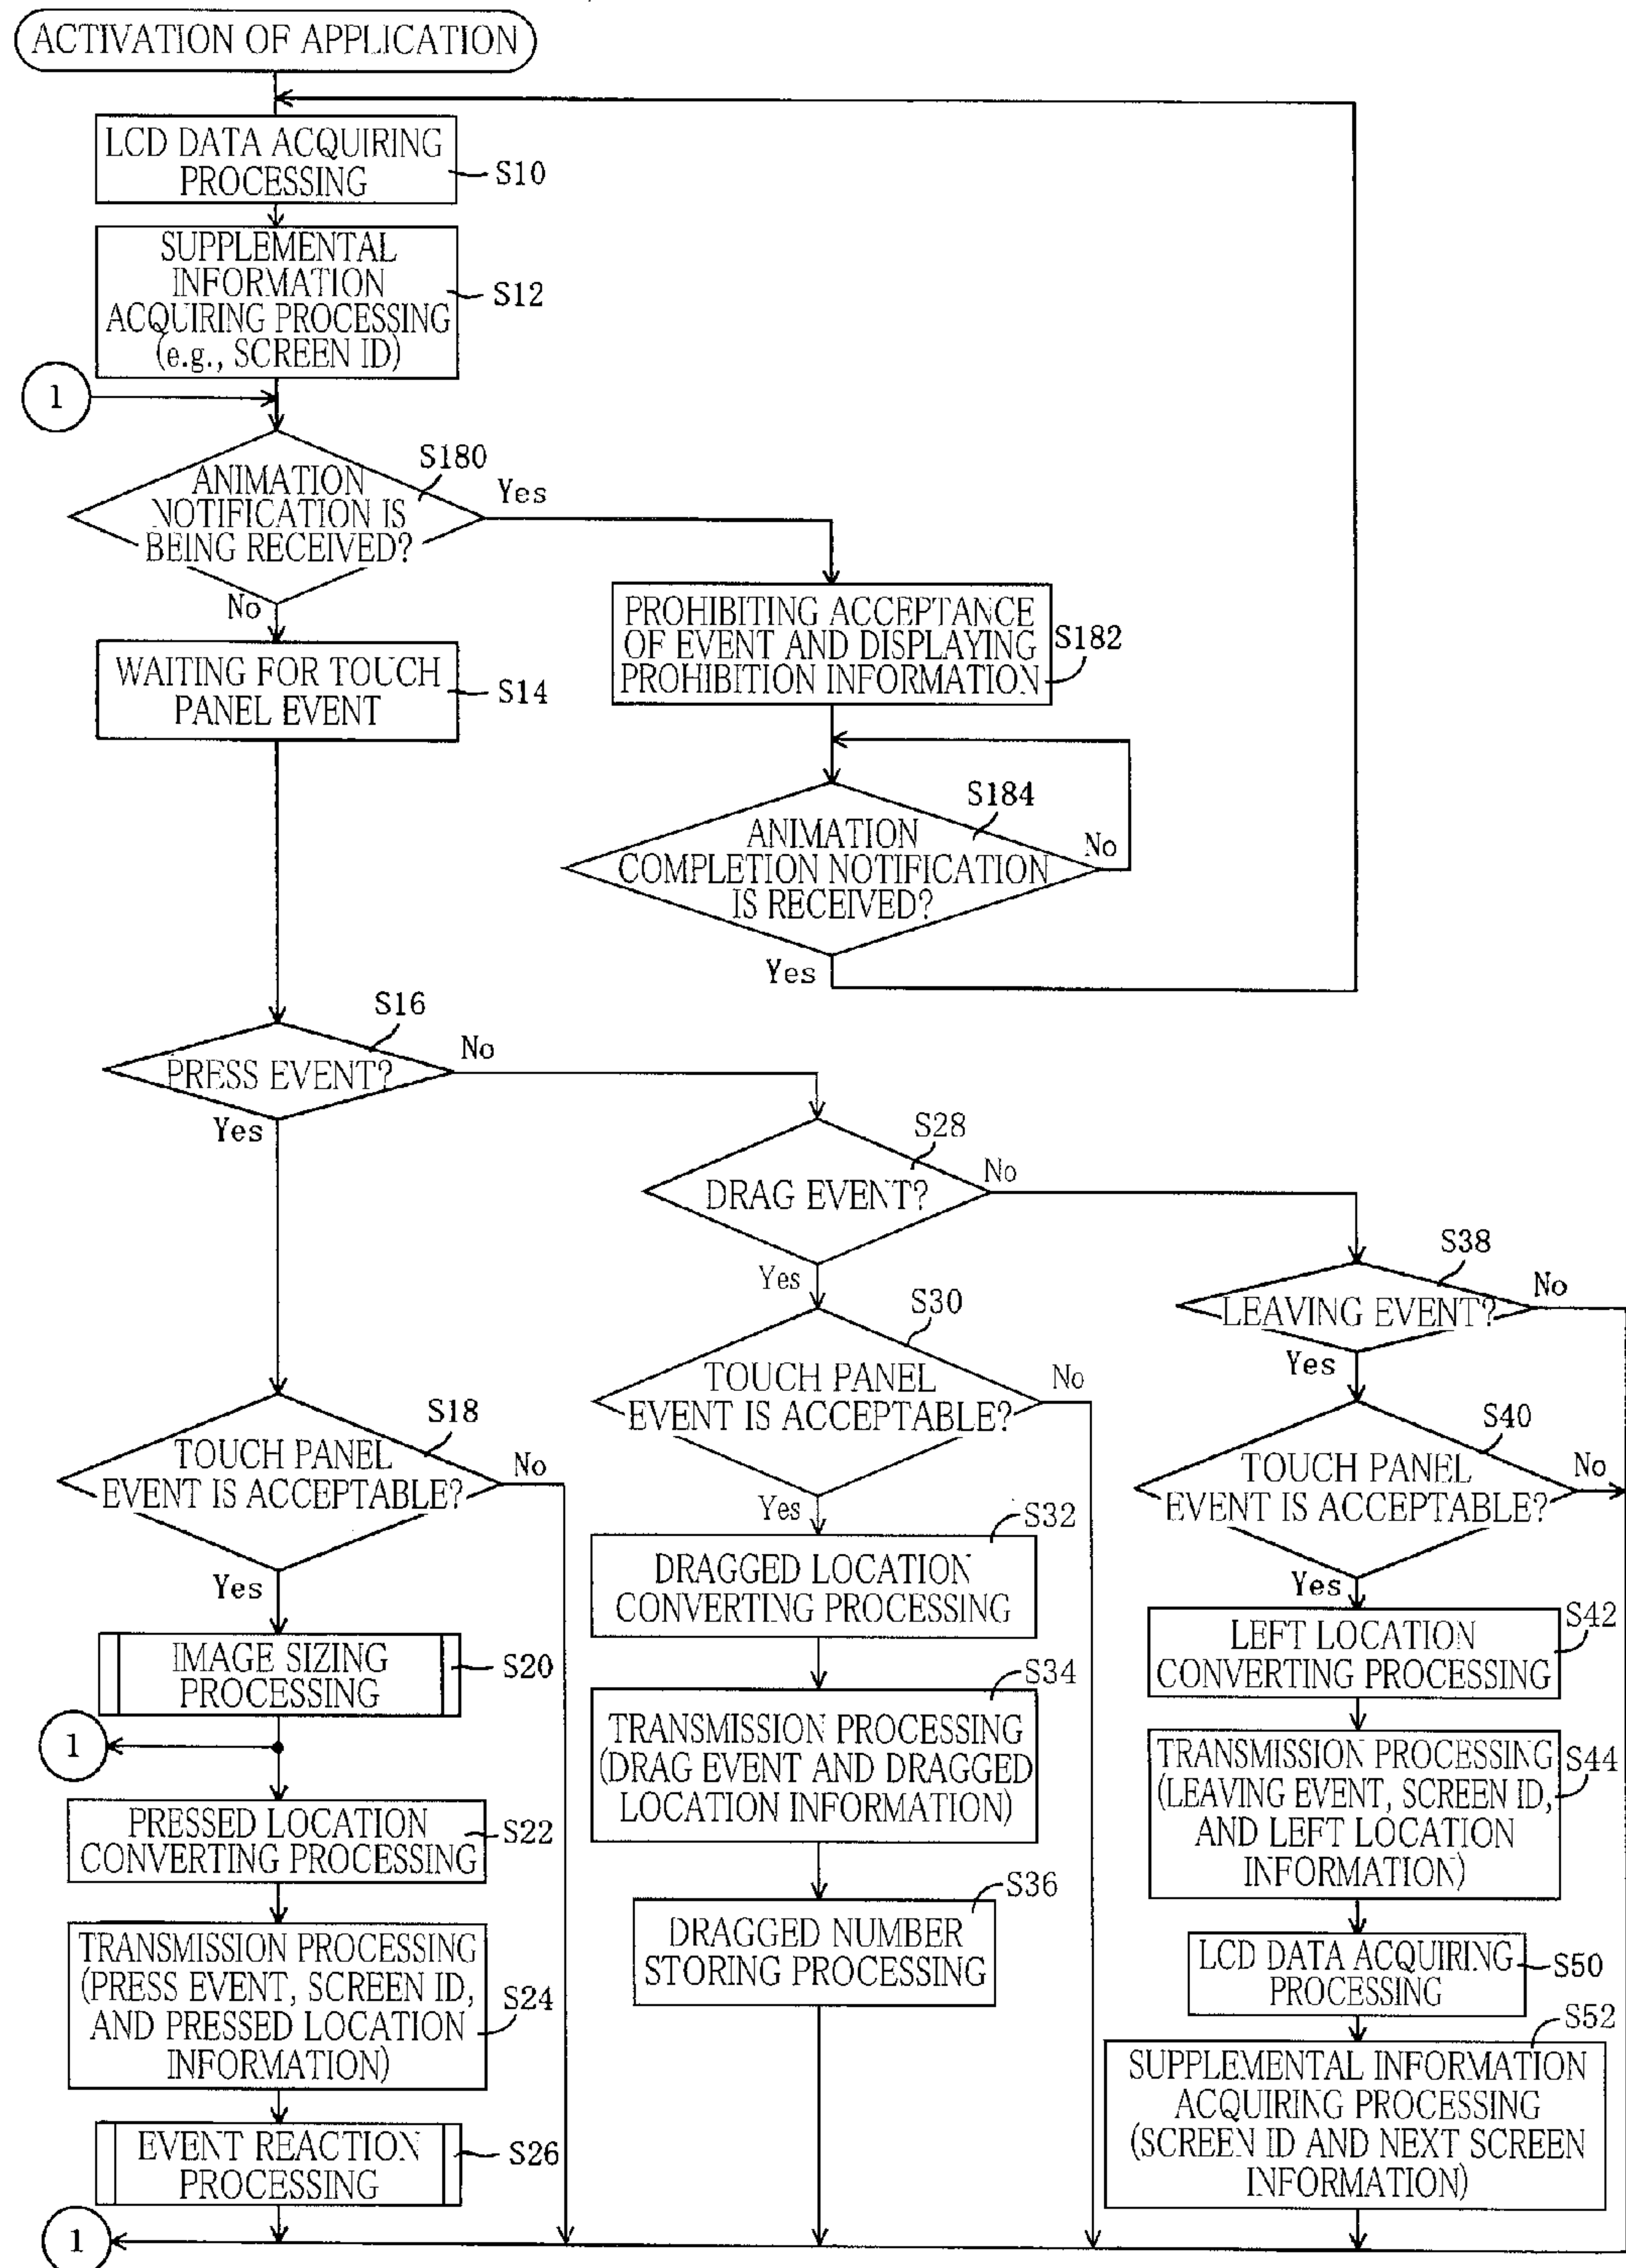 ACTIVATION OF APPLICATION
LCD DATA ACQUIRING
PROCESSING
S10
SUPPLEMENTAL
INFORMATION
ACQUIRING PROCESSING
(e.g., SCREEN ID)
S12
1
S180
ANIMATION
NOTIFICATION IS
BEING RECEIVED?
Yes
No
PROHIBITING ACCEPTANCE
OF EVENT AND DISPLAYING
PROHIBITION INFORMATION
S182
WAITING FOR TOUCH
PANEL EVENT
S14
S184
ANIMATION
COMPLETION NOTIFICATION
IS RECEIVED?
No
Yes
S16
PRESS EVENT?
No
Yes
S28
DRAG EVENT?
No
Yes
S38
LEAVING EVENT?
No
Yes
S30
TOUCH PANEL
EVENT IS ACCEPTABLE?
No
Yes
S18
TOUCH PANEL
EVENT IS ACCEPTABLE?
No
Yes
S40
TOUCH PANEL
EVENT IS ACCEPTABLE?
No
Yes
S32
DRAGGED LOCATION
CONVERTING PROCESSING
S42
LEFT LOCATION
CONVERTING PROCESSING
IMAGE SIZING
PROCESSING
S20
1
S34
TRANSMISSION PROCESSING
(DRAG EVENT AND DRAGGED
LOCATION INFORMATION)
TRANSMISSION PROCESSING
(LEAVING EVENT, SCREEN ID,
AND LEFT LOCATION
INFORMATION)
S44
PRESSED LOCATION
CONVERTING PROCESSING
S22
S36
DRAGGED NUMBER
STORING PROCESSING
TRANSMISSION PROCESSING
(PRESS EVENT, SCREEN ID,
AND PRESSED LOCATION
INFORMATION)
S24
LCD DATA ACQUIRING
PROCESSING
S50
S52
SUPPLEMENTAL INFORMATION
ACQUIRING PROCESSING
(SCREEN ID AND NEXT SCREEN
INFORMATION)
EVENT REACTION
PROCESSING
S26
1